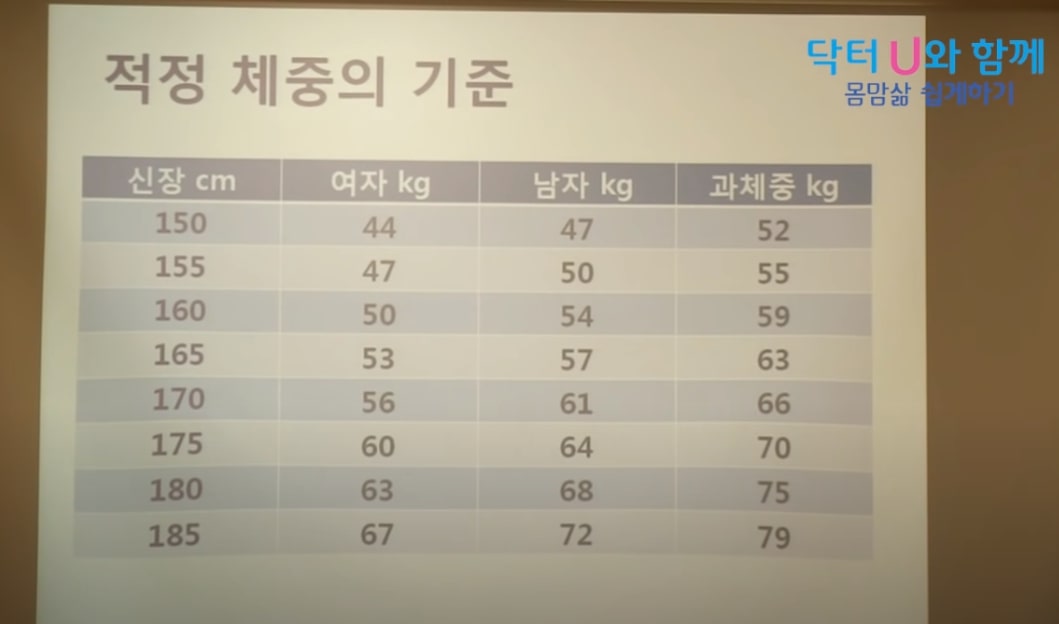 적정 체중의 기준
닥터 U와 함께
몸맘삶 쉽게하기
신장 cm 여자 kg 남자 kg 과체중 kg
150 44 47 52
155 47 50 55
160 50 54 59
165 53 57 63
170 56 61 66
175 60 64 70
180 63 68 75
185 67 72 79